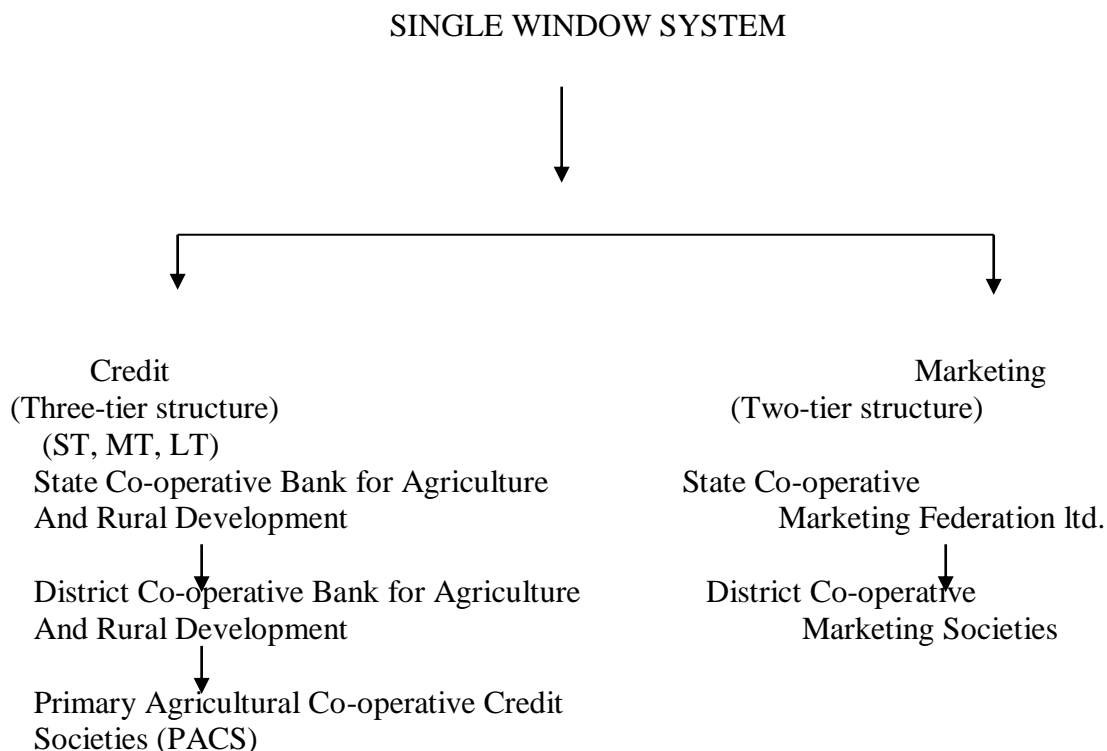 SINGLE WINDOW SYSTEM
Credit
(Three-tier structure)
(ST, MT, LT)
State Co-operative Bank for Agriculture
And Rural Development
District Co-operative Bank for Agriculture
And Rural Development
Primary Agricultural Co-operative Credit
Societies (PACS)
Marketing
(Two-tier structure)
State Co-operative
Marketing Federation ltd.
District Co-operative
Marketing Societies